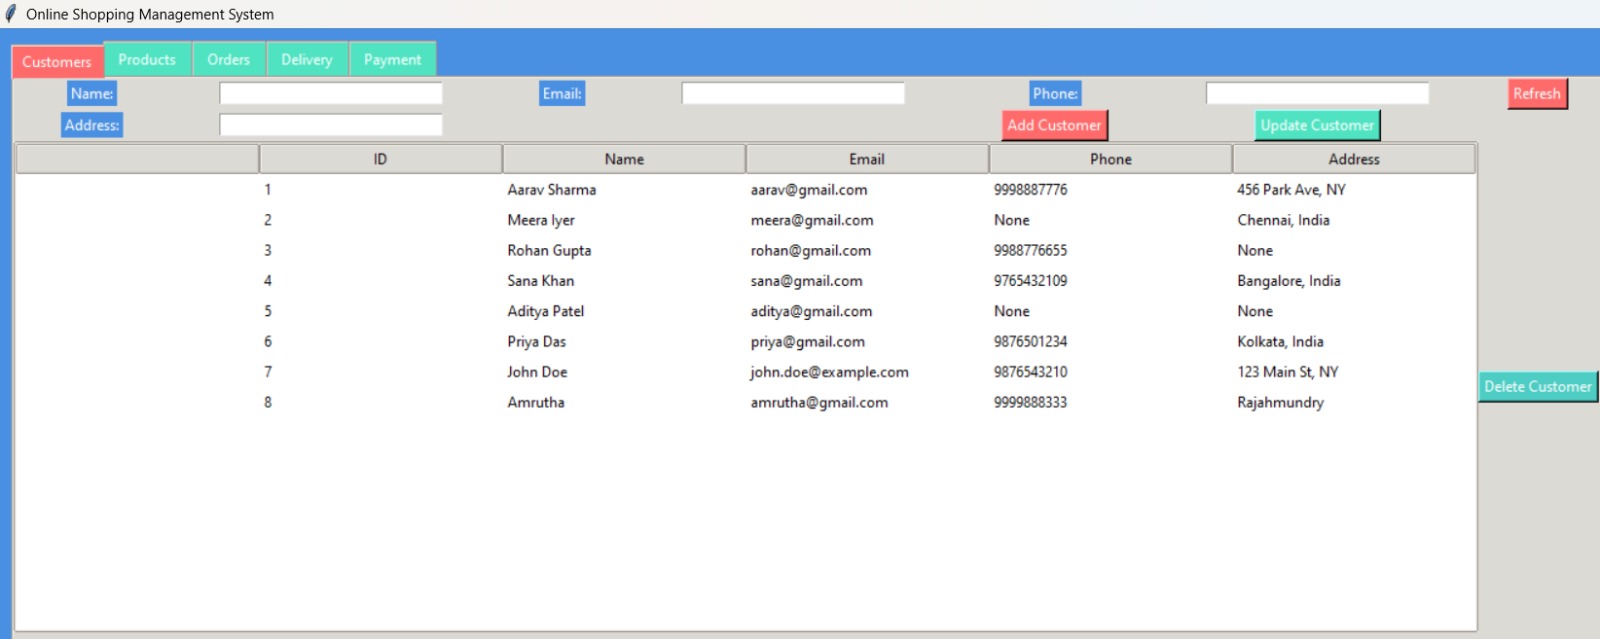 Online Shopping Management System
Customers Products Orders Delivery Payment
Name: Email: Phone: Refresh
Address: Add Customer Update Customer
ID Name Email Phone Address
1 Aarav Sharma aarav@gmail.com 9998887776 456 Park Ave, NY
2 Meera Iyer meera@gmail.com None Chennai, India
3 Rohan Gupta rohan@gmail.com 9988776655 None
4 Sana Khan sana@gmail.com 9765432109 Bangalore, India
5 Aditya Patel aditya@gmail.com None None
6 Priya Das priya@gmail.com 9876501234 Kolkata, India
7 John Doe john.doe@example.com 9876543210 123 Main St, NY
Delete Customer
8 Amrutha amrutha@gmail.com 9999888333 Rajahmundry